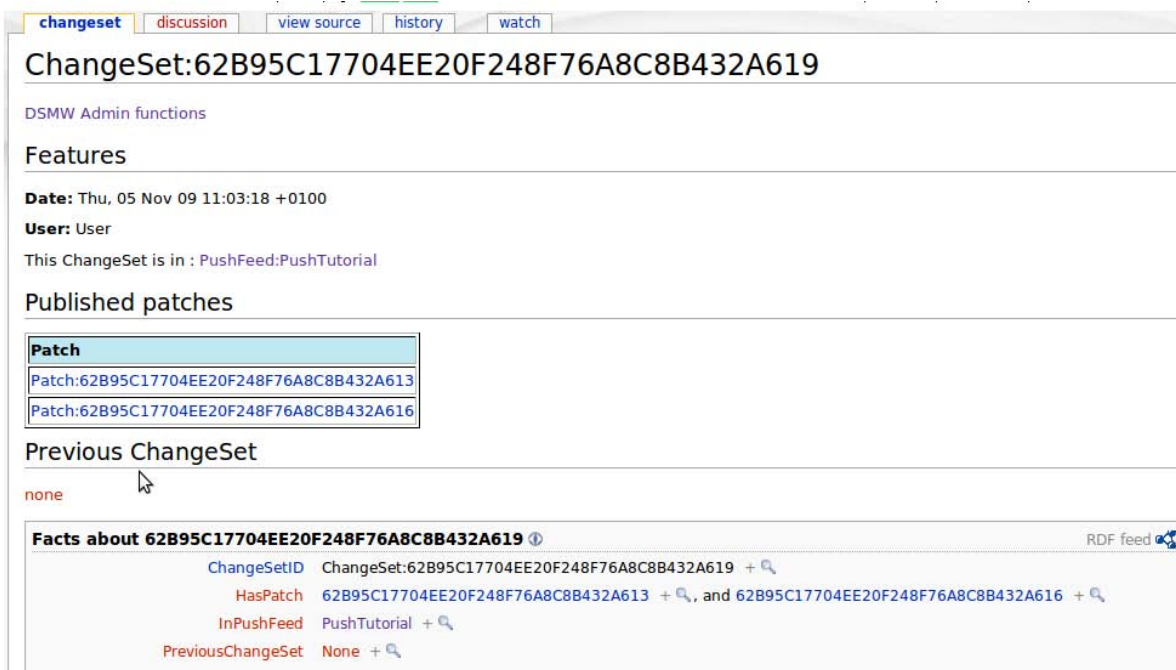 changeset discussion view source history watch
ChangeSet:62B95C17704EE20F248F76A8C8B432A619
DSMW Admin functions
Features
Date: Thu, 05 Nov 09 11:03:18 +0100
User: User
This ChangeSet is in : PushFeed:PushTutorial
Published patches
Patch
Patch:62B95C17704EE20F248F76A8C8B432A613
Patch:62B95C17704EE20F248F76A8C8B432A616
Previous ChangeSet
none
Facts about 62B95C17704EE20F248F76A8C8B432A619 RDF feed
ChangeSetID ChangeSet:62B95C17704EE20F248F76A8C8B432A619 +
HasPatch 62B95C17704EE20F248F76A8C8B432A613 + , and 62B95C17704EE20F248F76A8C8B432A616 +
InPushFeed PushTutorial +
PreviousChangeSet None +